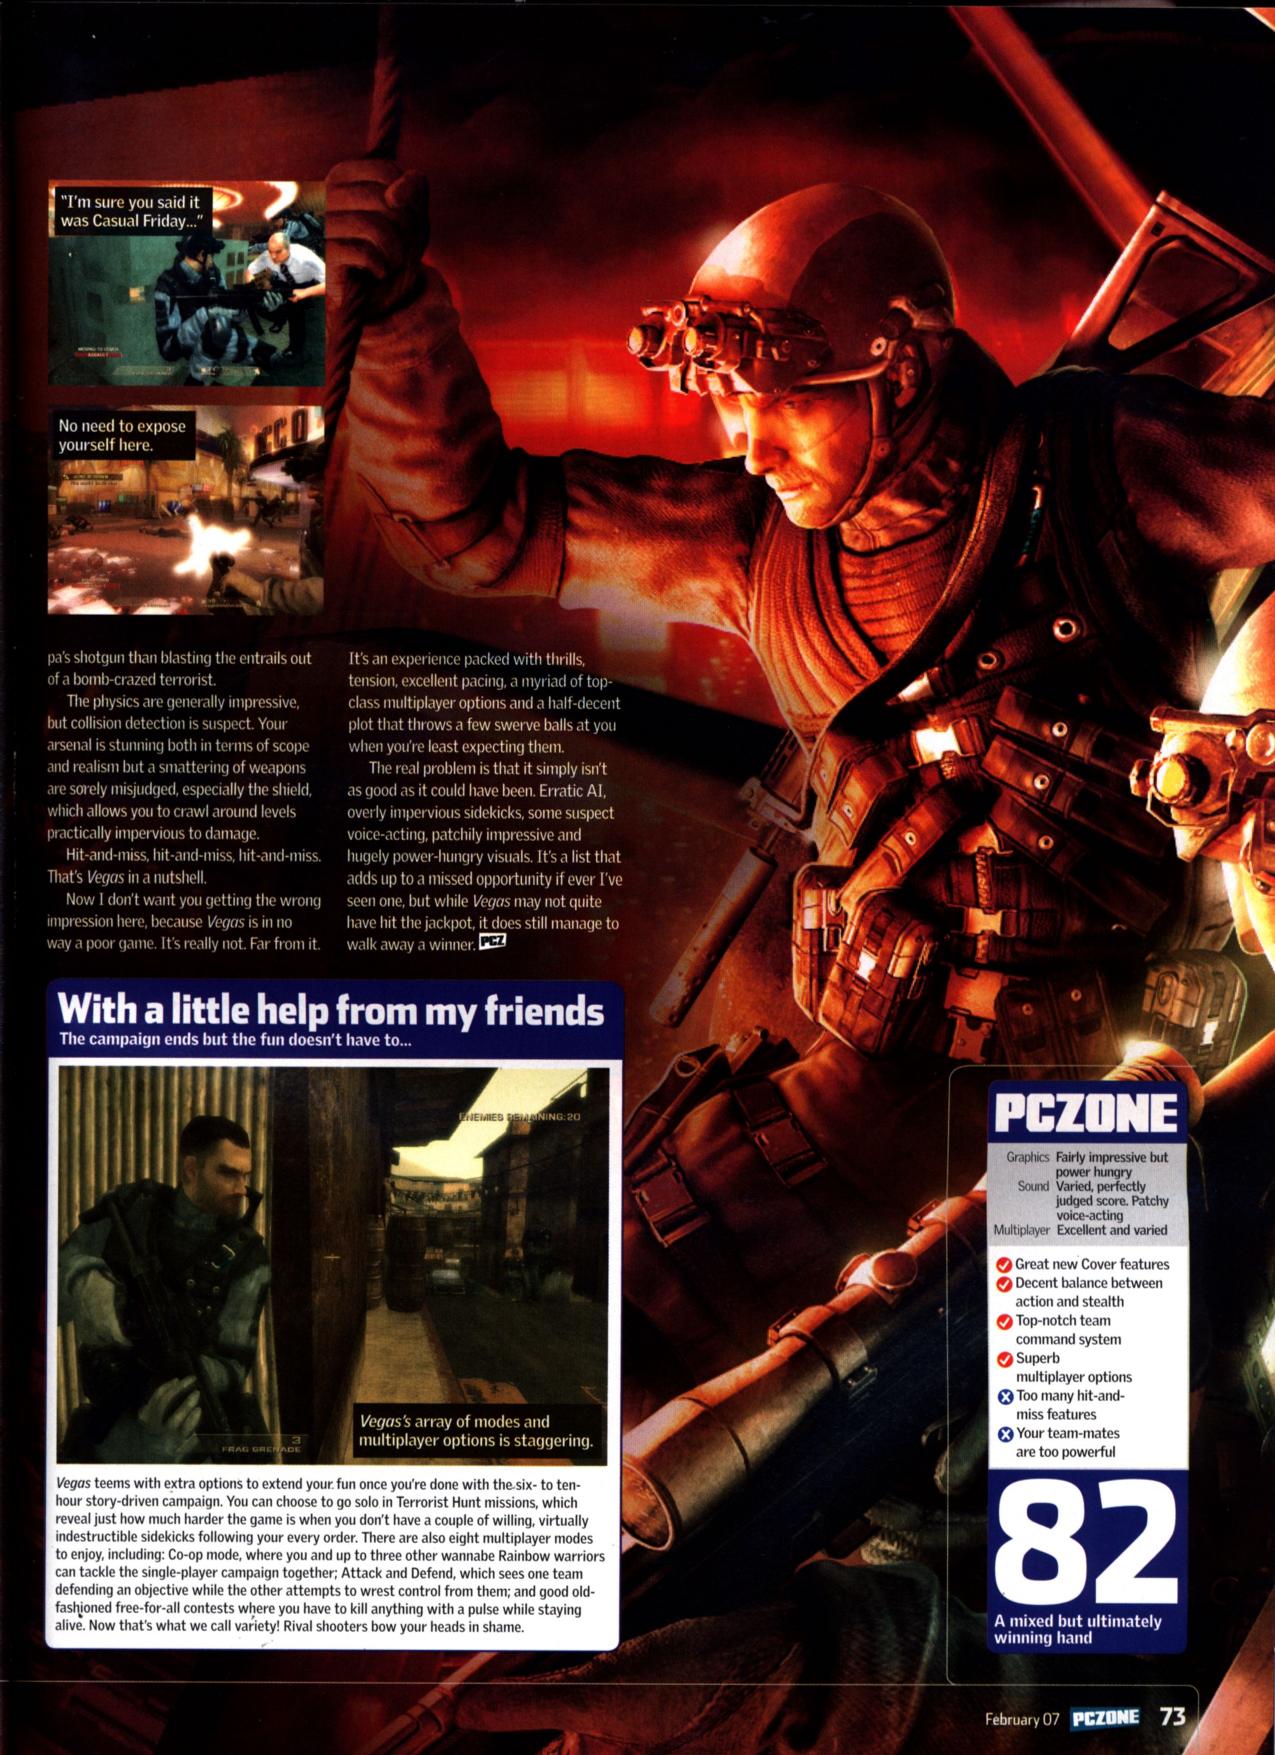 "I'm sure you said it
was Casual Friday..."
No need to expose
yourself here.
pa's shotgun than blasting the entrails out
of a bomb-crazed terrorist.
The physics are generally impressive,
but collision detection is suspect. Your
arsenal is stunning both in terms of scope
and realism but a smattering of weapons
are sorely misjudged, especially the shield,
which allows you to crawl around levels
practically impervious to damage.
Hit-and-miss, hit-and-miss, hit-and-miss.
That's Vegas in a nutshell.
Now I don't want you getting the wrong
impression here, because Vegas is in no
way a poor game. It's really not. Far from it.
It's an experience packed with thrills,
tension, excellent pacing, a myriad of top-
class multiplayer options and a half-decent
plot that throws a few swerve balls at you
when you're least expecting them.
The real problem is that it simply isn't
as good as it could have been. Erratic AI,
overly impervious sidekicks, some suspect
voice-acting, patchily impressive and
hugely power-hungry visuals. It's a list that
adds up to a missed opportunity if ever I've
seen one, but while Vegas may not quite
have hit the jackpot, it does still manage to
walk away a winner. PCZ
With a little help from my friends
The campaign ends but the fun doesn't have to...
ENEMIES REMAINING:20
3
FRAG GRENADE
Vegas's array of modes and
multiplayer options is staggering.
Vegas teems with extra options to extend your fun once you're done with the six- to ten-
hour story-driven campaign. You can choose to go solo in Terrorist Hunt missions, which
reveal just how much harder the game is when you don't have a couple of willing, virtually
indestructible sidekicks following your every order. There are also eight multiplayer modes
to enjoy, including: Co-op mode, where you and up to three other wannabe Rainbow warriors
can tackle the single-player campaign together; Attack and Defend, which sees one team
defending an objective while the other attempts to wrest control from them; and good old-
fashioned free-for-all contests where you have to kill anything with a pulse while staying
alive. Now that's what we call variety! Rival shooters bow your heads in shame.
PCZONE
Graphics Fairly impressive but
power hungry
Sound Varied, perfectly
judged score. Patchy
voice-acting
Multiplayer Excellent and varied
Great new Cover features
Decent balance between
action and stealth
Top-notch team
command system
Superb
multiplayer options
Too many hit-and-
miss features
Your team-mates
are too powerful
82
A mixed but ultimately
winning hand
February 07 PCZONE 73